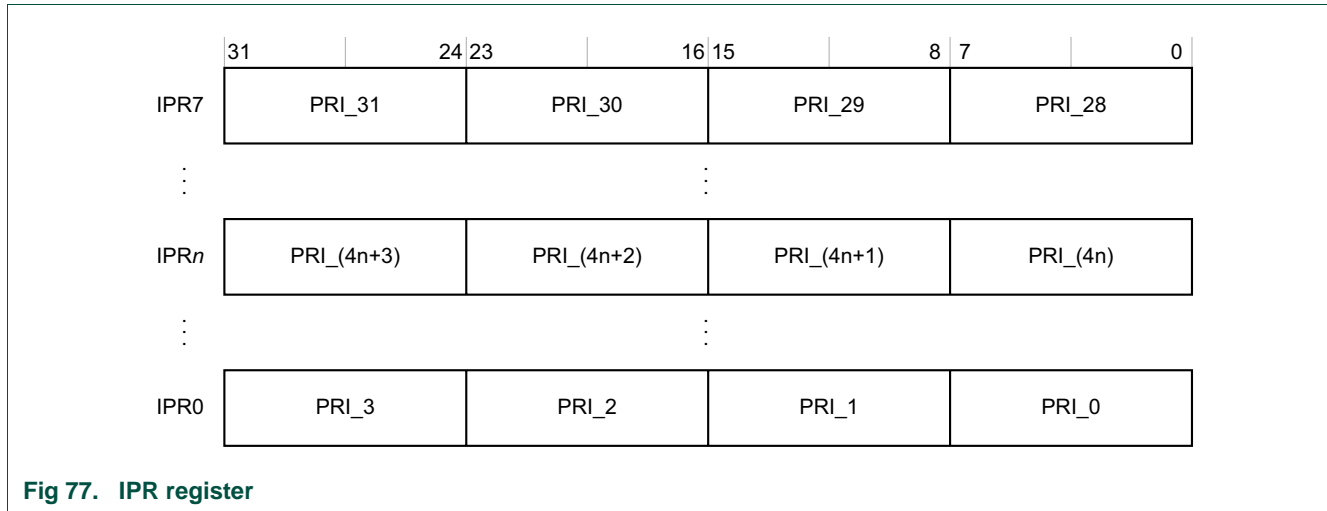 31 24 23 16 15 8 7 0
IPR7 PRI_31 PRI_30 PRI_29 PRI_28
IPRn PRI_(4n+3) PRI_(4n+2) PRI_(4n+1) PRI_(4n)
IPR0 PRI_3 PRI_2 PRI_1 PRI_0
Fig 77. IPR register